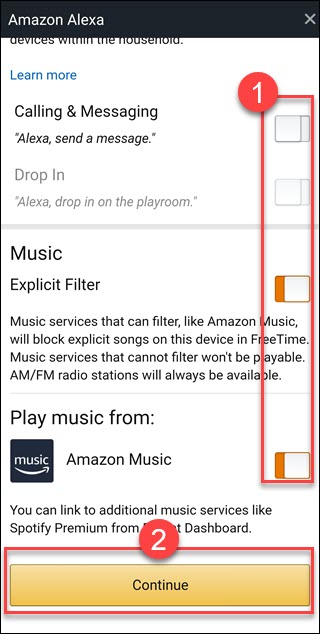 Amazon Alexa ×
devices within the household.
Learn more
1
Calling & Messaging
"Alexa, send a message."
Drop In
"Alexa, drop in on the playroom."
Music
Explicit Filter
Music services that can filter, like Amazon Music,
will block explicit songs on this device in FreeTime.
Music services that cannot filter won't be playable.
AM/FM radio stations will always be available.
Play music from:
music
Amazon Music
You can link to additional music services like
Spotify Premium from Dashboard.
2
Continue